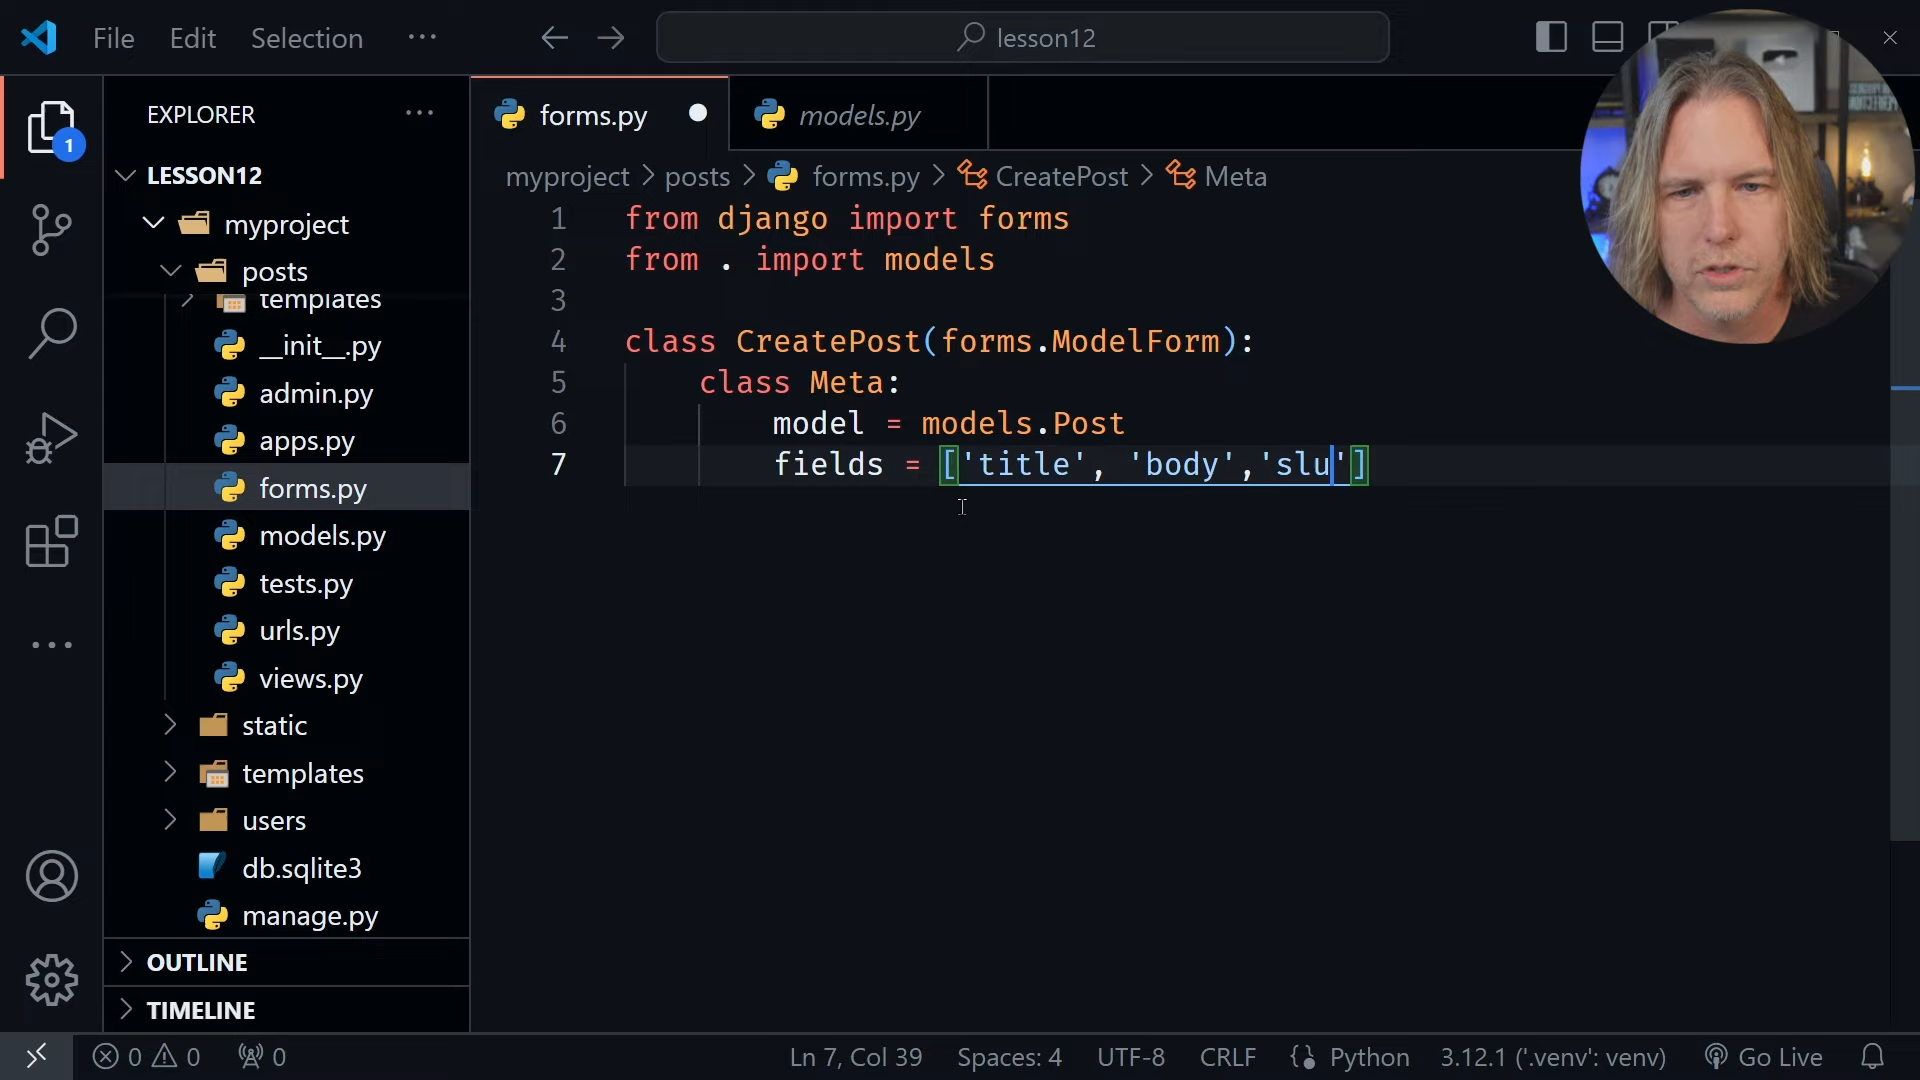 File Edit Selection ··· lesson12
EXPLORER ···
1
LESSON12
myproject
posts
templates
__init__.py
admin.py
apps.py
forms.py
models.py
tests.py
urls.py
views.py
static
templates
users
db.sqlite3
manage.py
OUTLINE
TIMELINE
forms.py models.py
myproject > posts > forms.py > CreatePost > Meta
1 from django import forms
2 from . import models
3
4 class CreatePost(forms.ModelForm):
5 class Meta:
6 model = models.Post
7 fields = ['title', 'body','slu']
0 0 0 Ln 7, Col 39 Spaces: 4 UTF-8 CRLF Python 3.12.1 ('.venv': venv) Go Live